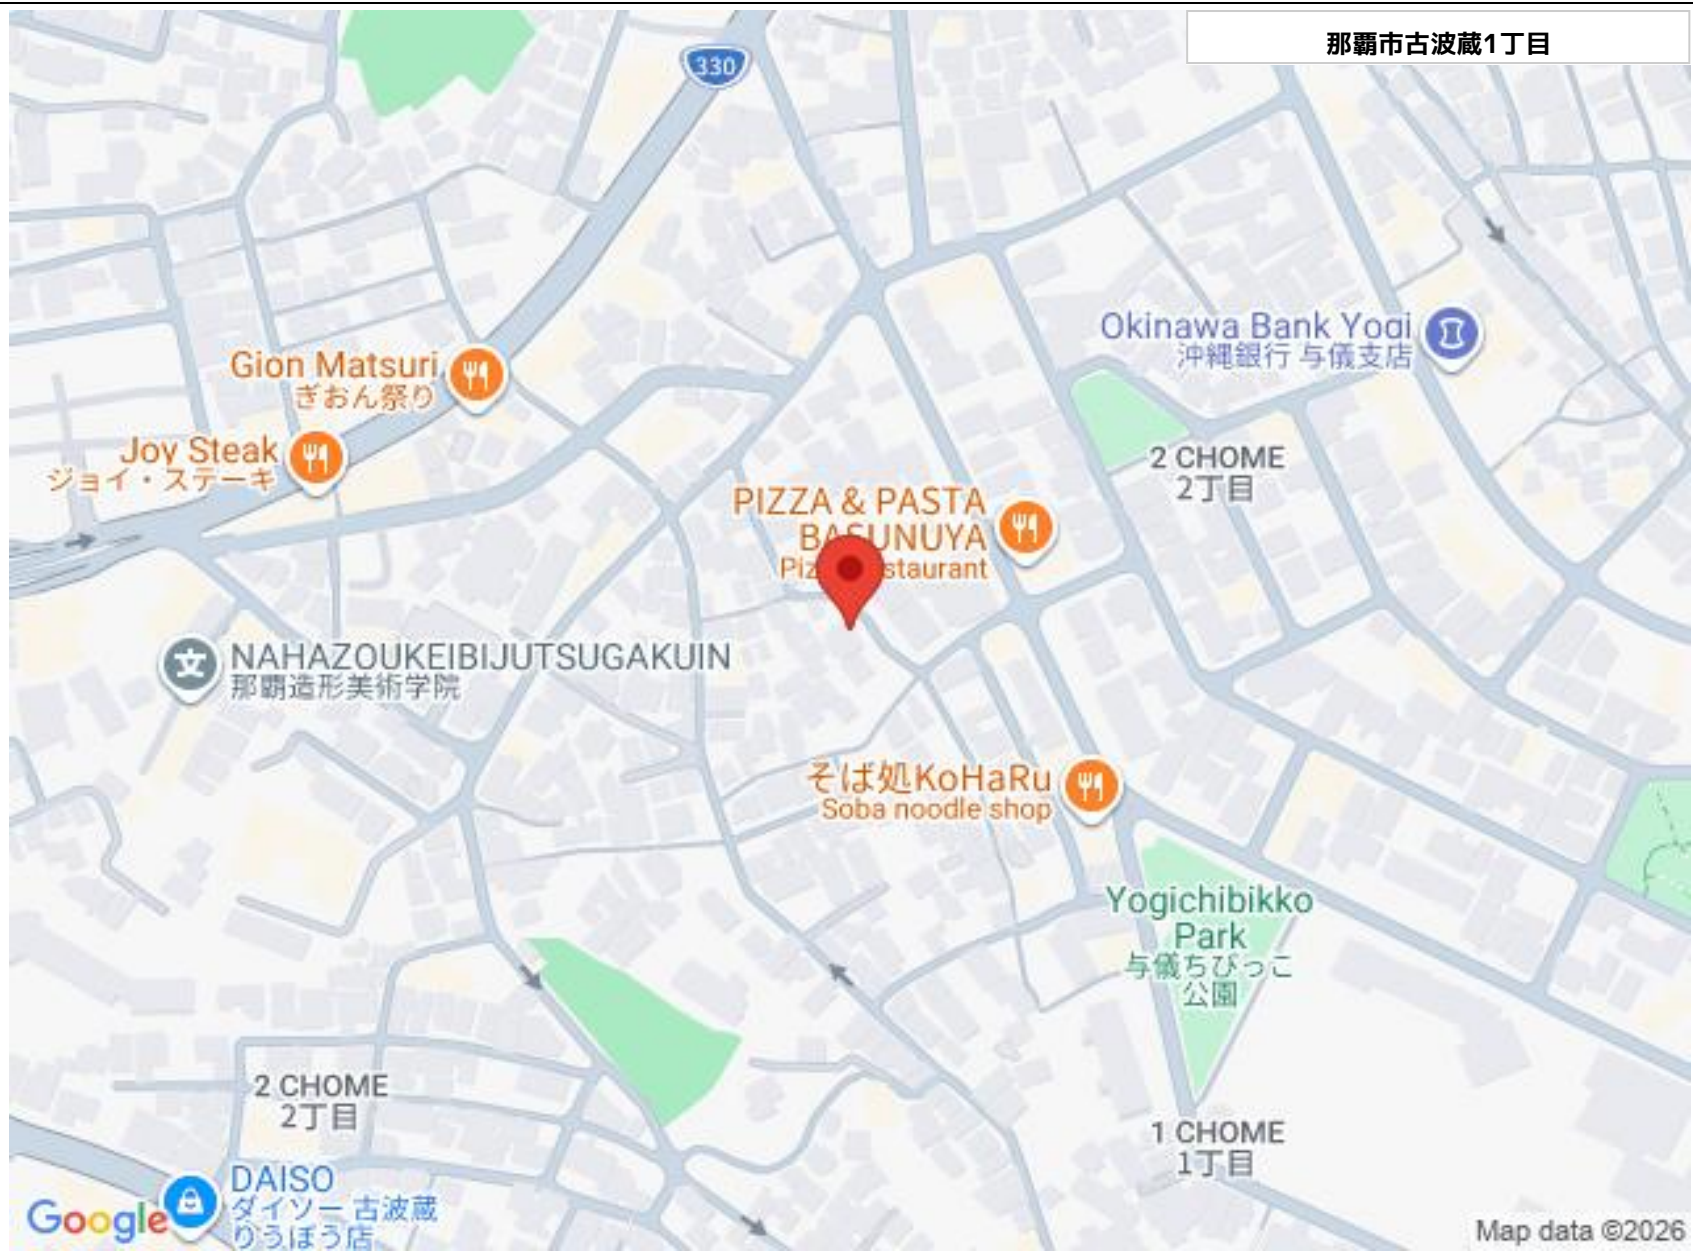 那覇市古波蔵1丁目
330
Okinawa Bank Yogi
沖縄銀行 与儀支店
Gion Matsuri
ぎおん祭り
Joy Steak
ジョイ・ステーキ
2 CHOME
2丁目
PIZZA & PASTA
BASUNUYA
文
NAHAZOUKEIBIJUTSUGAKUIN
那覇造形美術学院
そば処KoHaRu
Soba noodle shop
Yogichibikko
Park
与儀ちびっこ
公園
2 CHOME
2丁目
1 CHOME
1丁目
DAISO
ダイソー 古波蔵
りうぼう店
Google
Map data ©2026